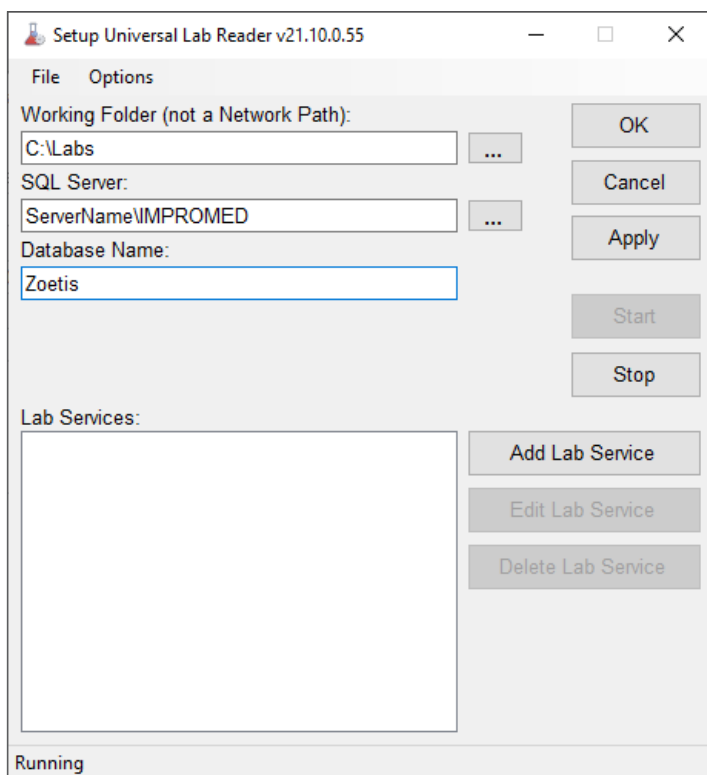 Setup Universal Lab Reader v21.10.0.55
File Options
Working Folder (not a Network Path):
OK
C:\Labs
...
SQL Server:
Cancel
ServerName\IMPROMED
...
Apply
Database Name:
Zoetis
Start
Stop
Lab Services:
Add Lab Service
Edit Lab Service
Delete Lab Service
Running